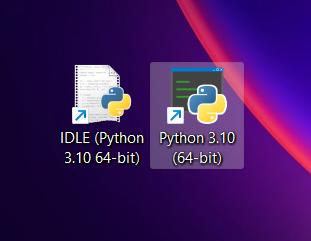 IDLE (Python
3.10 64-bit)
Python 3.10
(64-bit)